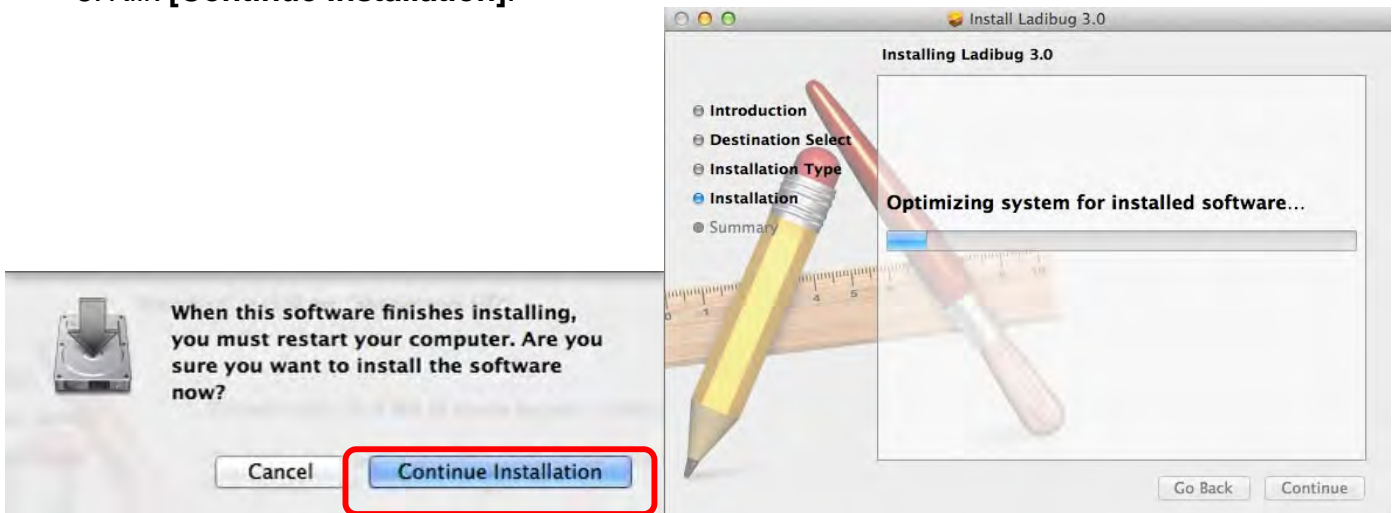 [Continue Installation].
When this software finishes installing,
you must restart your computer. Are you
sure you want to install the software
now?
Cancel
Continue Installation
Install Ladibug 3.0
Installing Ladibug 3.0
Introduction
Destination Select
Installation Type
Installation
Summary
Optimizing system for installed software...
Go Back
Continue